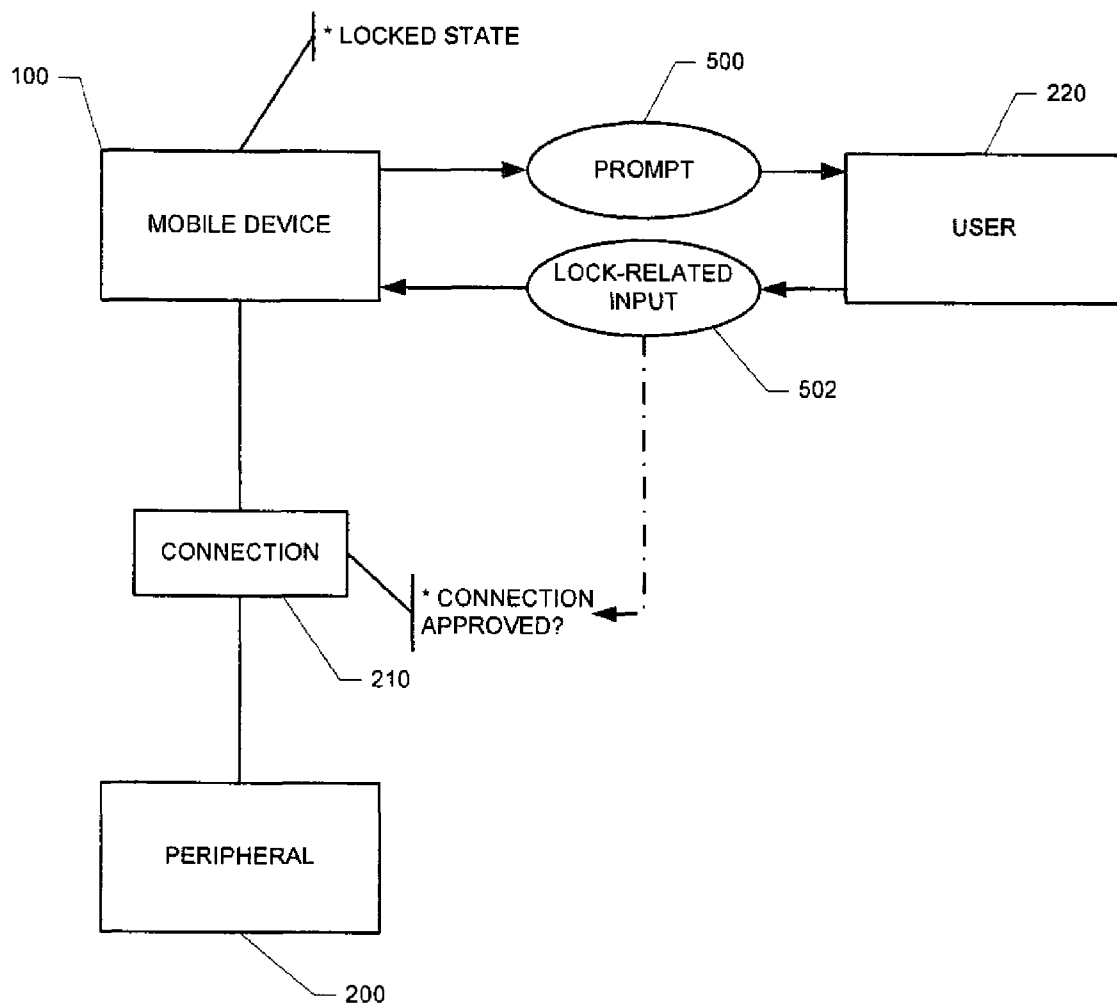 * LOCKED STATE
100
500
220
PROMPT
MOBILE DEVICE
USER
LOCK-RELATED
INPUT
502
CONNECTION
* CONNECTION
APPROVED?
210
PERIPHERAL
200